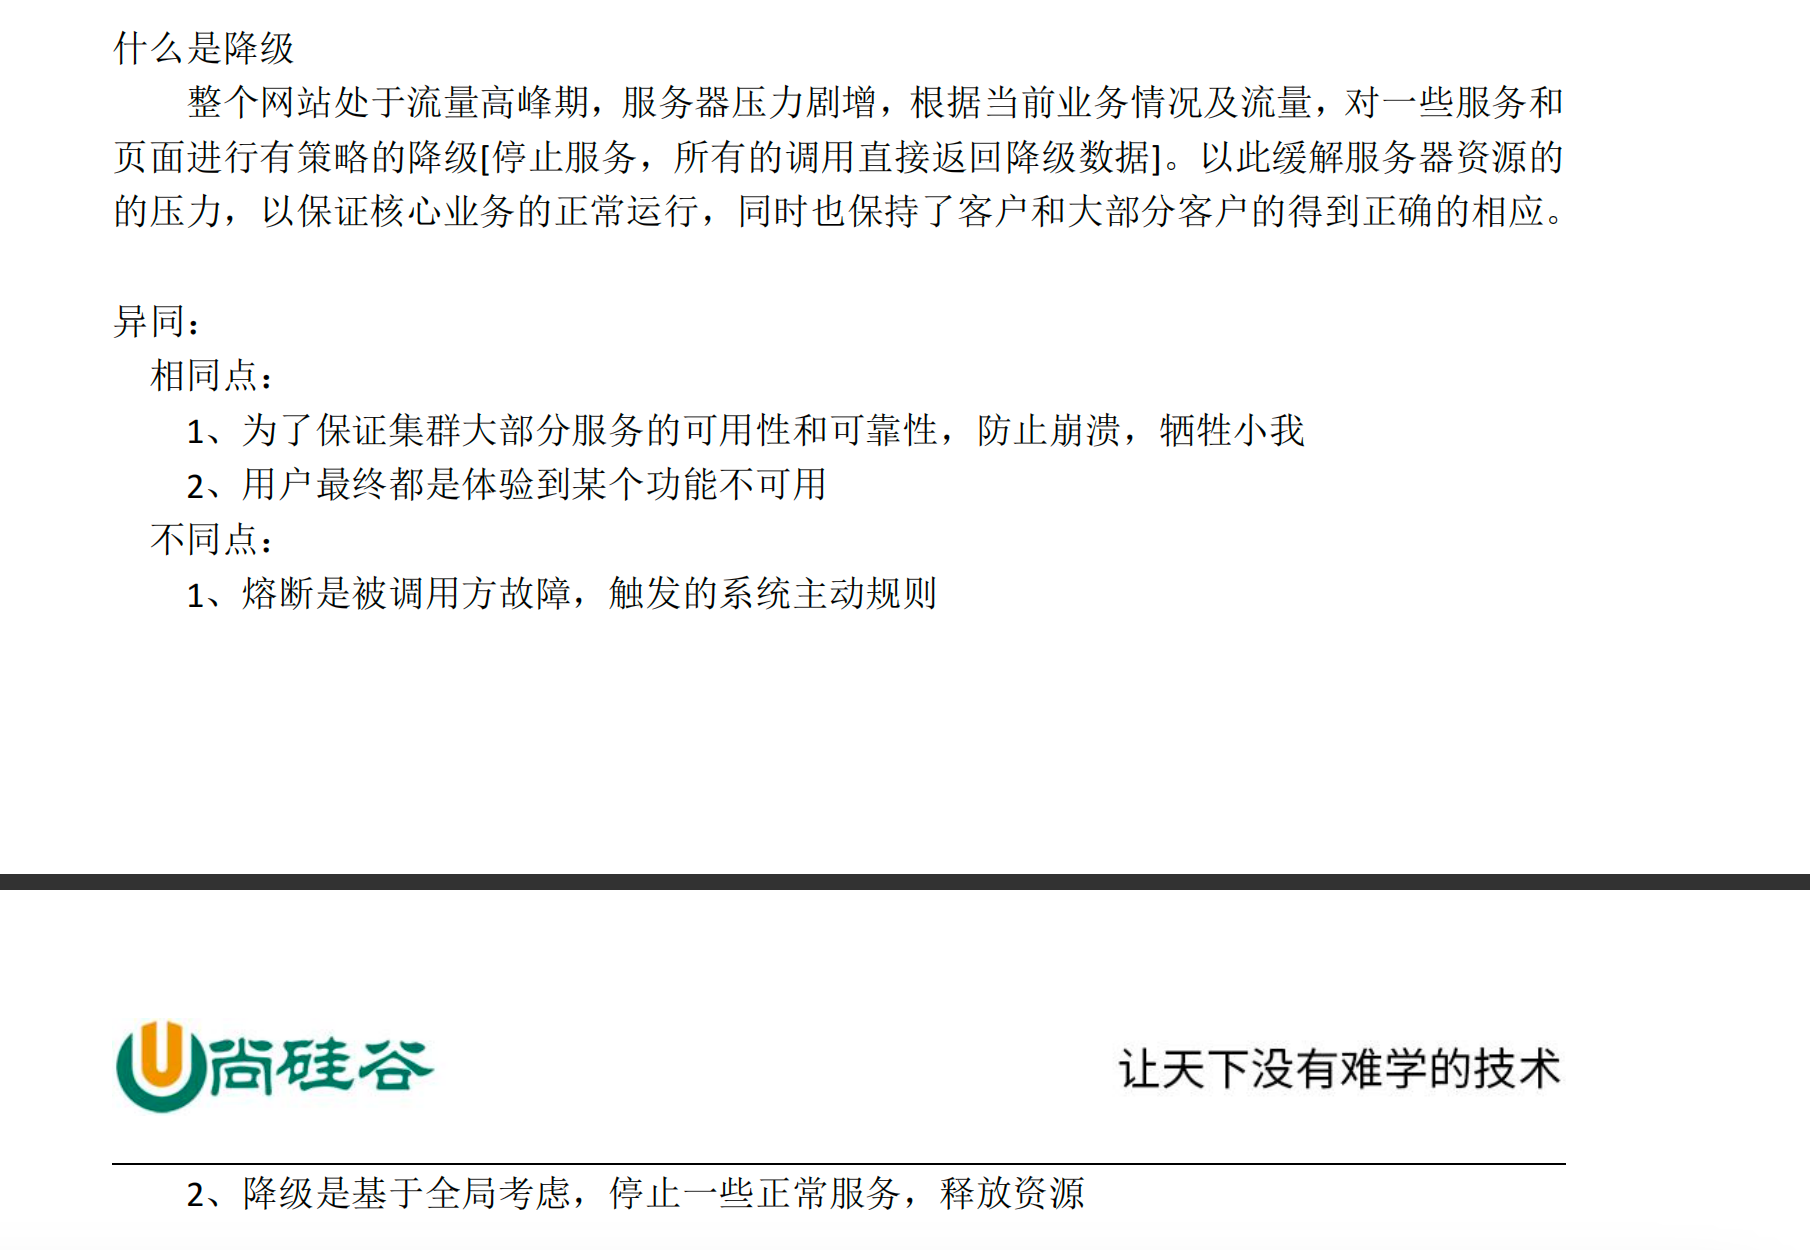 什么是降级
整个网站处于流量高峰期，服务器压力剧增，根据当前业务情况及流量，对一些服务和
页面进行有策略的降级[停止服务，所有的调用直接返回降级数据]。以此缓解服务器资源的
的压力，以保证核心业务的正常运行，同时也保持了客户和大部分客户的得到正确的相应。
异同：
相同点：
1、为了保证集群大部分服务的可用性和可靠性，防止崩溃，牺牲小我
2、用户最终都是体验到某个功能不可用
不同点：
1、熔断是被调用方故障，触发的系统主动规则
尚硅谷
让天下没有难学的技术
2、降级是基于全局考虑，停止一些正常服务，释放资源